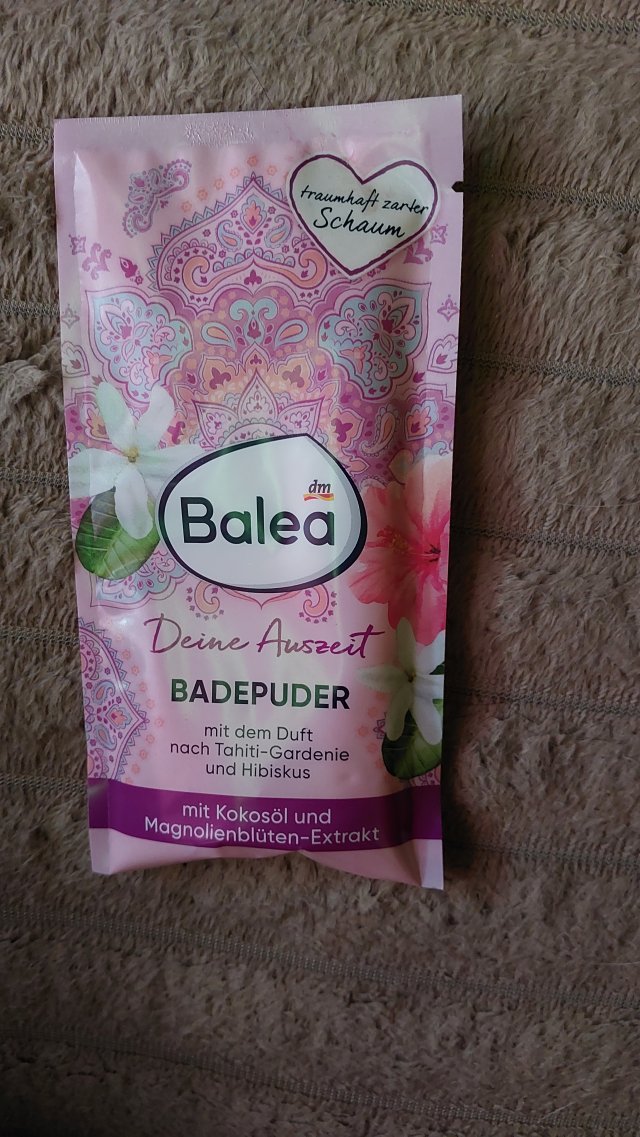 traumhaft zarter
Schaum
dm
Balea
Deine Auszeit
BADEPUDER
mit dem Duft
nach Tahiti-Gardenie
und Hibiskus
mit Kokosöl und
Magnolienblüten-Extrakt